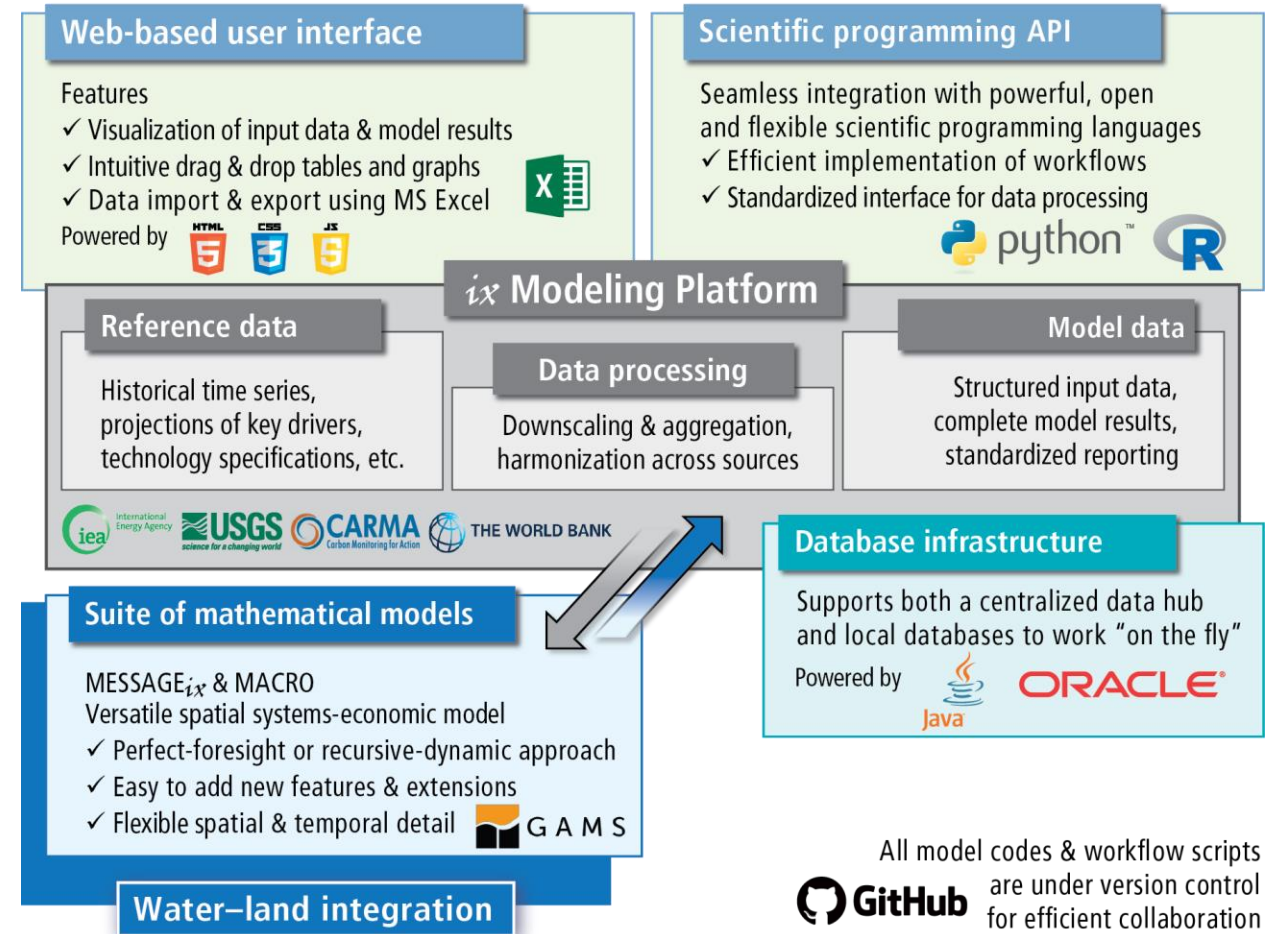 Web-based user interface
Features
✓ Visualization of input data & model results
✓ Intuitive drag & drop tables and graphs
✓ Data import & export using MS Excel
X
Powered by
HTML
5
CSS
3
JS
5
Scientific programming API
Seamless integration with powerful, open
and flexible scientific programming languages
✓ Efficient implementation of workflows
✓ Standardized interface for data processing
python™
R
ix Modeling Platform
Reference data
Historical time series,
projections of key drivers,
technology specifications, etc.
Data processing
Downscaling & aggregation,
harmonization across sources
Model data
Structured input data,
complete model results,
standardized reporting
iea
International
Energy Agency
USGS
science for a changing world
CARMA
Carbon Monitoring for Action
THE WORLD BANK
Database infrastructure
Supports both a centralized data hub
and local databases to work “on the fly”
Powered by
Java
ORACLE®
Suite of mathematical models
MESSAGEix & MACRO
Versatile spatial systems-economic model
✓ Perfect-foresight or recursive-dynamic approach
✓ Easy to add new features & extensions
✓ Flexible spatial & temporal detail
GAMS
Water–land integration
All model codes & workflow scripts
GitHub
are under version control
for efficient collaboration